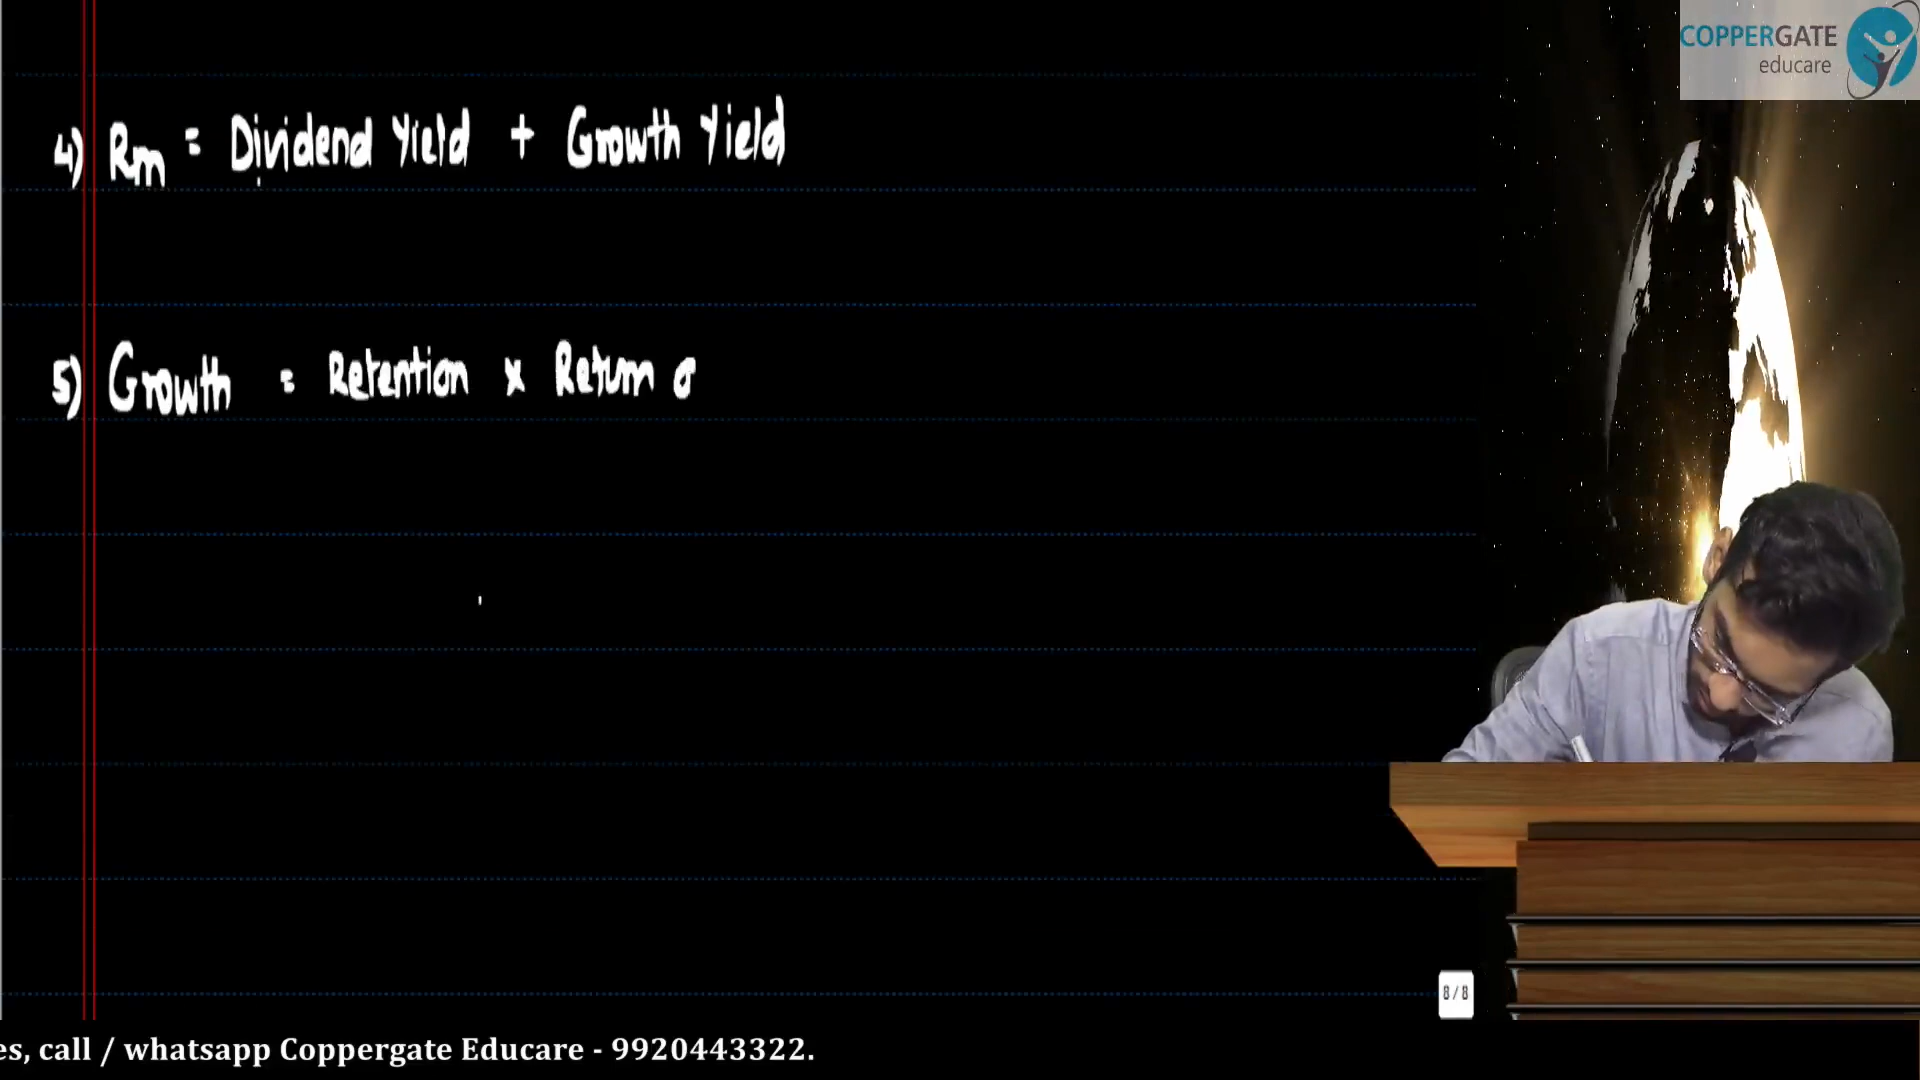 COPPERGATE
educare
4) Rm = Dividend Yield + Growth Yield
5) Growth = Retention x Return o
8/8
es, call / whatsapp Coppergate Educare - 9920443322.